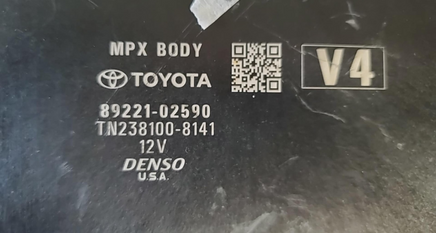 MPX BODY
TOYOTA
V4
89221-02590
TN238100-8141
12V
DENSO
U.S.A.